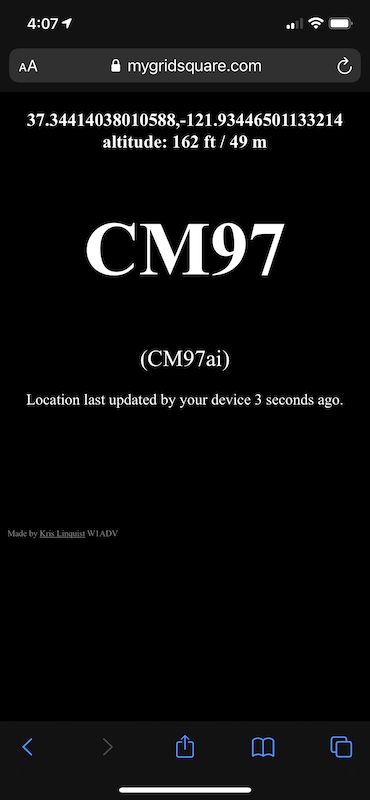 4:07
AA mygridsquare.com
37.34414038010588,-121.93446501133214
altitude: 162 ft / 49 m
CM97
(CM97ai)
Location last updated by your device 3 seconds ago.
Made by Kris Linquist W1ADV